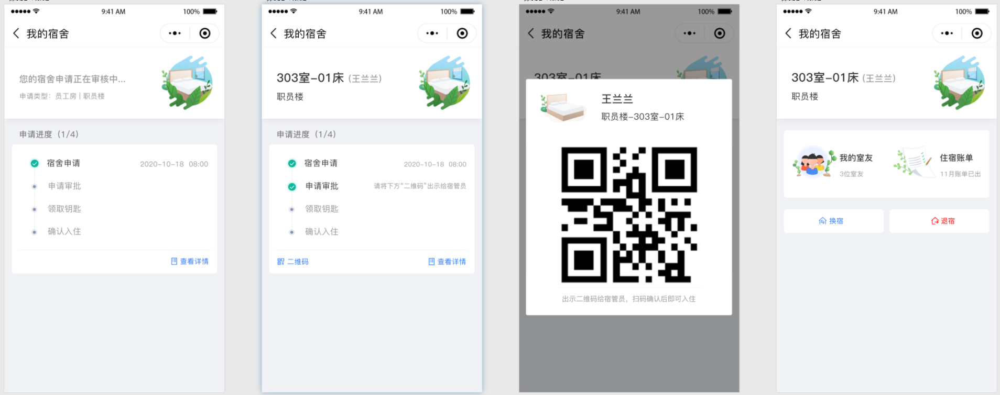 9:41 AM
100%
我的宿舍
您的宿舍申请正在审核中...
申请类型：员工房 | 职员楼
申请进度（1/4）
宿舍申请 2020-10-18 08:00
申请审批
领取钥匙
确认入住
查看详情
9:41 AM
100%
我的宿舍
303室-01床（王兰兰）
职员楼
申请进度（1/4）
宿舍申请 2020-10-18 08:00
申请审批 请将下方“二维码”出示给宿管员
领取钥匙
确认入住
二维码 查看详情
9:41 AM
100%
我的宿舍
303室-01床
王兰兰
职员楼-303室-01床
出示二维码给宿管员，扫码确认后即可入住
9:41 AM
100%
我的宿舍
303室-01床（王兰兰）
职员楼
我的室友
3位室友
住宿账单
11月账单已出
换宿
退宿